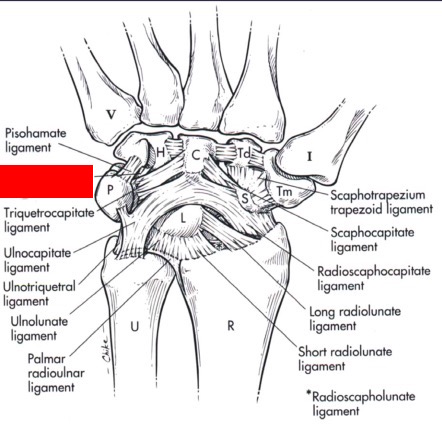 V
I
H
C
Td
Pisohamate
ligament
P
S
Tm
Scaphotrapezium
trapezoid ligament
Triquetrocapitate
ligament
L
Scaphocapitate
ligament
Ulnocapitate
ligament
*
Radioscaphocapitate
ligament
Ulnotriquetral
ligament
Long radiolunate
ligament
Ulnolunate
ligament
U
R
Short radiolunate
ligament
Palmar
radioulnar
ligament
*Radioscapholunate
ligament